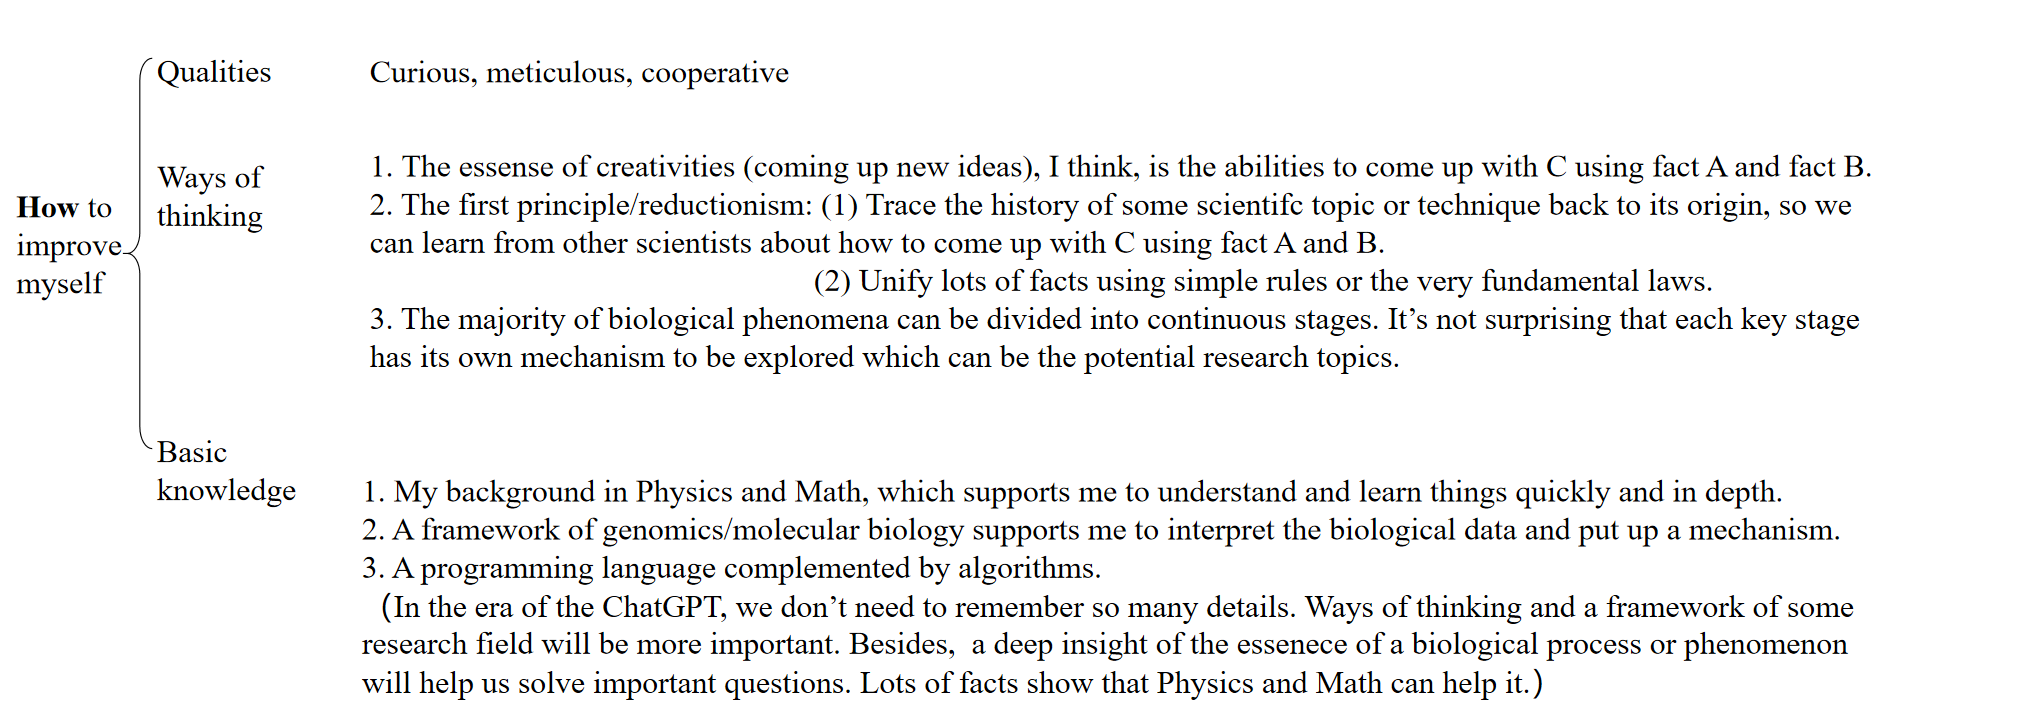 Qualities
Curious, meticulous, cooperative
How to
improve
myself
Ways of
thinking
1. The essense of creativities (coming up new ideas), I think, is the abilities to come up with C using fact A and fact B.
2. The first principle/reductionism: (1) Trace the history of some scientifc topic or technique back to its origin, so we
can learn from other scientists about how to come up with C using fact A and B.
(2) Unify lots of facts using simple rules or the very fundamental laws.
3. The majority of biological phenomena can be divided into continuous stages. It’s not surprising that each key stage
has its own mechanism to be explored which can be the potential research topics.
Basic
knowledge
1. My background in Physics and Math, which supports me to understand and learn things quickly and in depth.
2. A framework of genomics/molecular biology supports me to interpret the biological data and put up a mechanism.
3. A programming language complemented by algorithms.
(In the era of the ChatGPT, we don’t need to remember so many details. Ways of thinking and a framework of some
research field will be more important. Besides,  a deep insight of the essenece of a biological process or phenomenon
will help us solve important questions. Lots of facts show that Physics and Math can help it.)